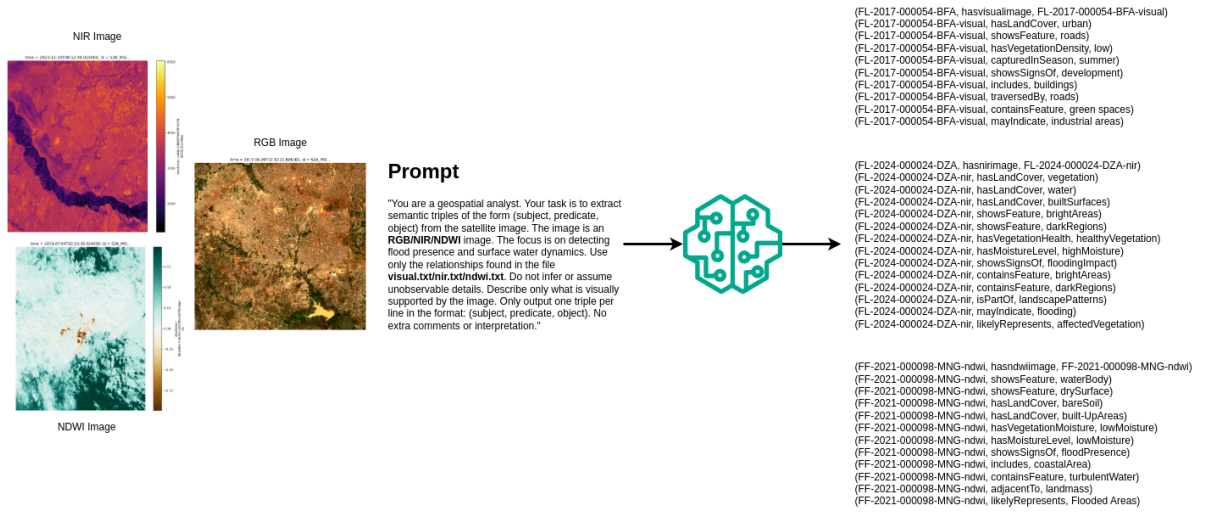 NIR Image
RGB Image
NDWI Image
Prompt
"You are a geospatial analyst. Your task is to extract
semantic triples of the form (subject, predicate,
object) from the satellite image. The image is an
RGB/NIR/NDWI image. The focus is on detecting
flood presence and surface water dynamics. Use
only the relationships found in the file
visual.txt/nir.txt/ndwi.txt. Do not infer or assume
unobservable details. Describe only what is visually
supported by the image. Only output one triple per
line in the format: (subject, predicate, object). No
extra comments or interpretation."
(FL-2017-000054-BFA, hasvisualimage, FL-2017-000054-BFA-visual)
(FL-2017-000054-BFA-visual, hasLandCover, urban)
(FL-2017-000054-BFA-visual, showsFeature, roads)
(FL-2017-000054-BFA-visual, hasVegetationDensity, low)
(FL-2017-000054-BFA-visual, capturedInSeason, summer)
(FL-2017-000054-BFA-visual, showsSignsOf, development)
(FL-2017-000054-BFA-visual, includes, buildings)
(FL-2017-000054-BFA-visual, traversedBy, roads)
(FL-2017-000054-BFA-visual, containsFeature, green spaces)
(FL-2017-000054-BFA-visual, mayIndicate, industrial areas)
(FL-2024-000024-DZA, hasnirimage, FL-2024-000024-DZA-nir)
(FL-2024-000024-DZA-nir, hasLandCover, vegetation)
(FL-2024-000024-DZA-nir, hasLandCover, water)
(FL-2024-000024-DZA-nir, hasLandCover, builtSurfaces)
(FL-2024-000024-DZA-nir, showsFeature, brightAreas)
(FL-2024-000024-DZA-nir, showsFeature, darkRegions)
(FL-2024-000024-DZA-nir, hasVegetationHealth, healthyVegetation)
(FL-2024-000024-DZA-nir, hasMoistureLevel, highMoisture)
(FL-2024-000024-DZA-nir, showsSignsOf, floodingImpact)
(FL-2024-000024-DZA-nir, containsFeature, brightAreas)
(FL-2024-000024-DZA-nir, containsFeature, darkRegions)
(FL-2024-000024-DZA-nir, isPartOf, landscapePatterns)
(FL-2024-000024-DZA-nir, mayIndicate, flooding)
(FL-2024-000024-DZA-nir, likelyRepresents, affectedVegetation)
(FF-2021-000098-MNG-ndwi, hasndwiimage, FF-2021-000098-MNG-ndwi)
(FF-2021-000098-MNG-ndwi, showsFeature, waterBody)
(FF-2021-000098-MNG-ndwi, showsFeature, drySurface)
(FF-2021-000098-MNG-ndwi, hasLandCover, bareSoil)
(FF-2021-000098-MNG-ndwi, hasLandCover, built-UpAreas)
(FF-2021-000098-MNG-ndwi, hasVegetationMoisture, lowMoisture)
(FF-2021-000098-MNG-ndwi, hasMoistureLevel, lowMoisture)
(FF-2021-000098-MNG-ndwi, showsSignsOf, floodPresence)
(FF-2021-000098-MNG-ndwi, includes, coastalArea)
(FF-2021-000098-MNG-ndwi, containsFeature, turbulentWater)
(FF-2021-000098-MNG-ndwi, adjacentTo, landmass)
(FF-2021-000098-MNG-ndwi, likelyRepresents, Flooded Areas)